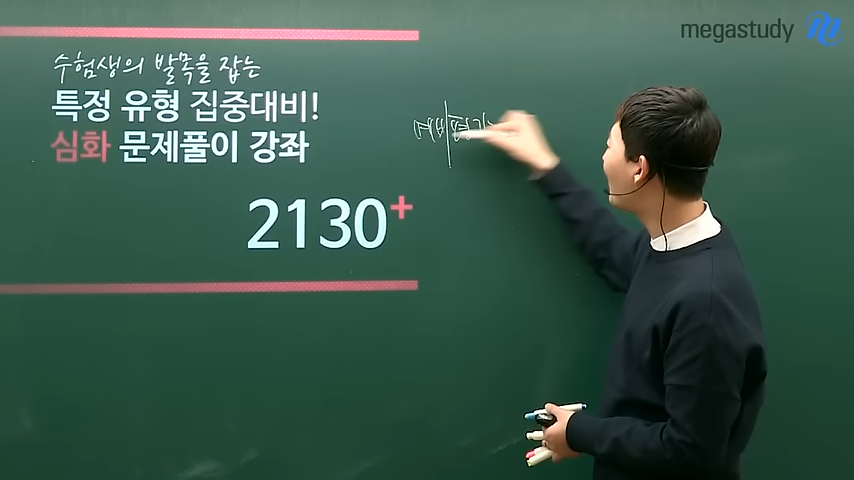 megastudy
수험생의 발목을 잡는
특정 유형 집중대비!
심화 문제풀이 강좌
2130+